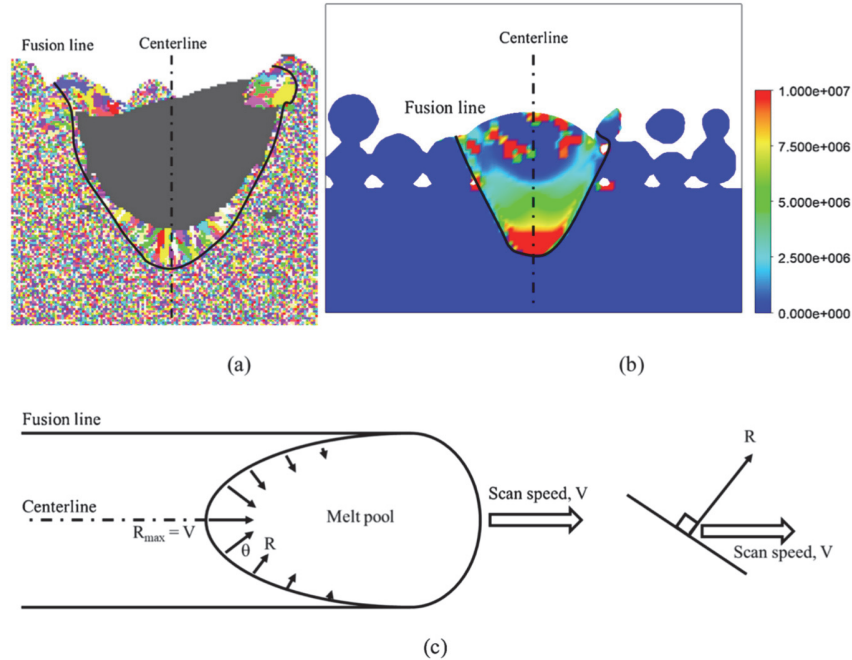 Fusion line
Centerline
Centerline
Fusion line
1.000e+007
7.500e+006
5.000e+006
2.500e+006
0.000e+000
(a)
(b)
Fusion line
Centerline
R_max = V
θ
R
Melt pool
Scan speed, V
R
Scan speed, V
(c)